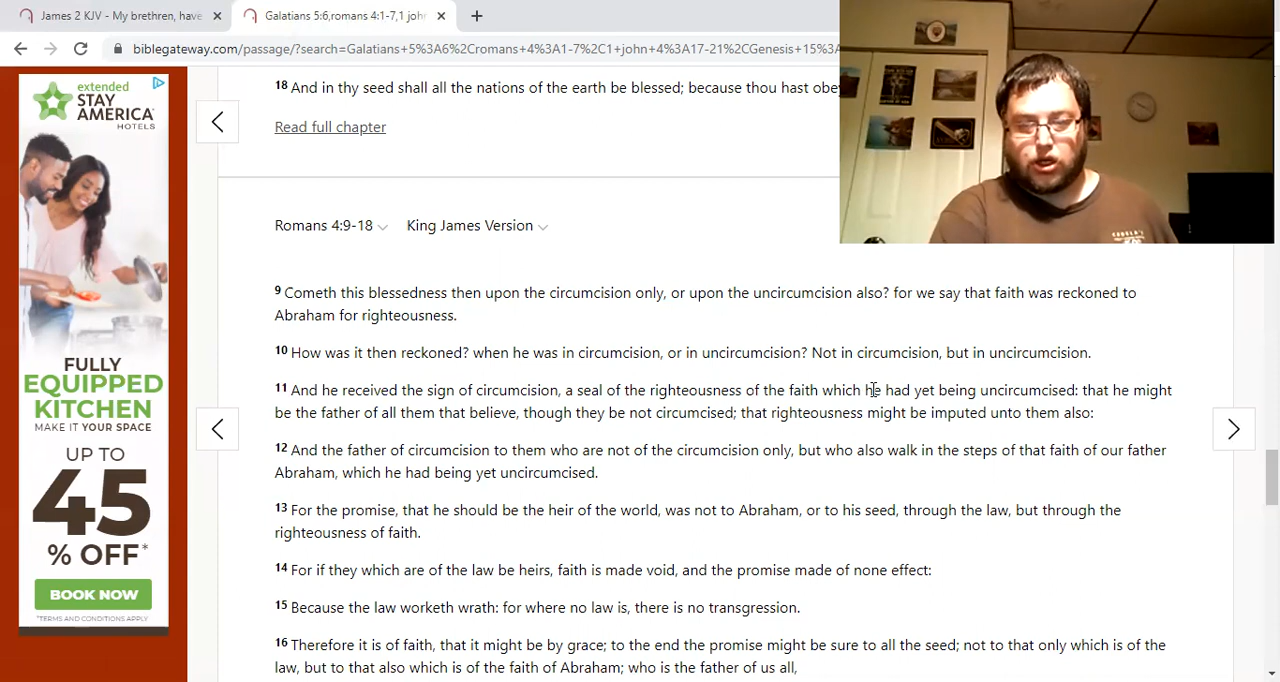 James 2 KJV - My brethren, have
Galatians 5:6,romans 4:1-7,1 joh
biblegateway.com/passage/?search=Galatians+5%3A6%2Cromans+4%3A1-7%2C1+john+4%3A17-21%2CGenesis+15%3A
extended
STAY
AMERICA
HOTELS
FULLY
EQUIPPED
KITCHEN
MAKE IT YOUR SPACE
UP TO
45
% OFF*
BOOK NOW
*TERMS AND CONDITIONS APPLY
18 And in thy seed shall all the nations of the earth be blessed; because thou hast obe
Read full chapter
Romans 4:9-18 King James Version
9 Cometh this blessedness then upon the circumcision only, or upon the uncircumcision also? for we say that faith was reckoned to
Abraham for righteousness.
10 How was it then reckoned? when he was in circumcision, or in uncircumcision? Not in circumcision, but in uncircumcision.
11 And he received the sign of circumcision, a seal of the righteousness of the faith which he had yet being uncircumcised: that he might
be the father of all them that believe, though they be not circumcised; that righteousness might be imputed unto them also:
12 And the father of circumcision to them who are not of the circumcision only, but who also walk in the steps of that faith of our father
Abraham, which he had being yet uncircumcised.
13 For the promise, that he should be the heir of the world, was not to Abraham, or to his seed, through the law, but through the
righteousness of faith.
14 For if they which are of the law be heirs, faith is made void, and the promise made of none effect:
15 Because the law worketh wrath: for where no law is, there is no transgression.
16 Therefore it is of faith, that it might be by grace; to the end the promise might be sure to all the seed; not to that only which is of the
law, but to that also which is of the faith of Abraham; who is the father of us all,